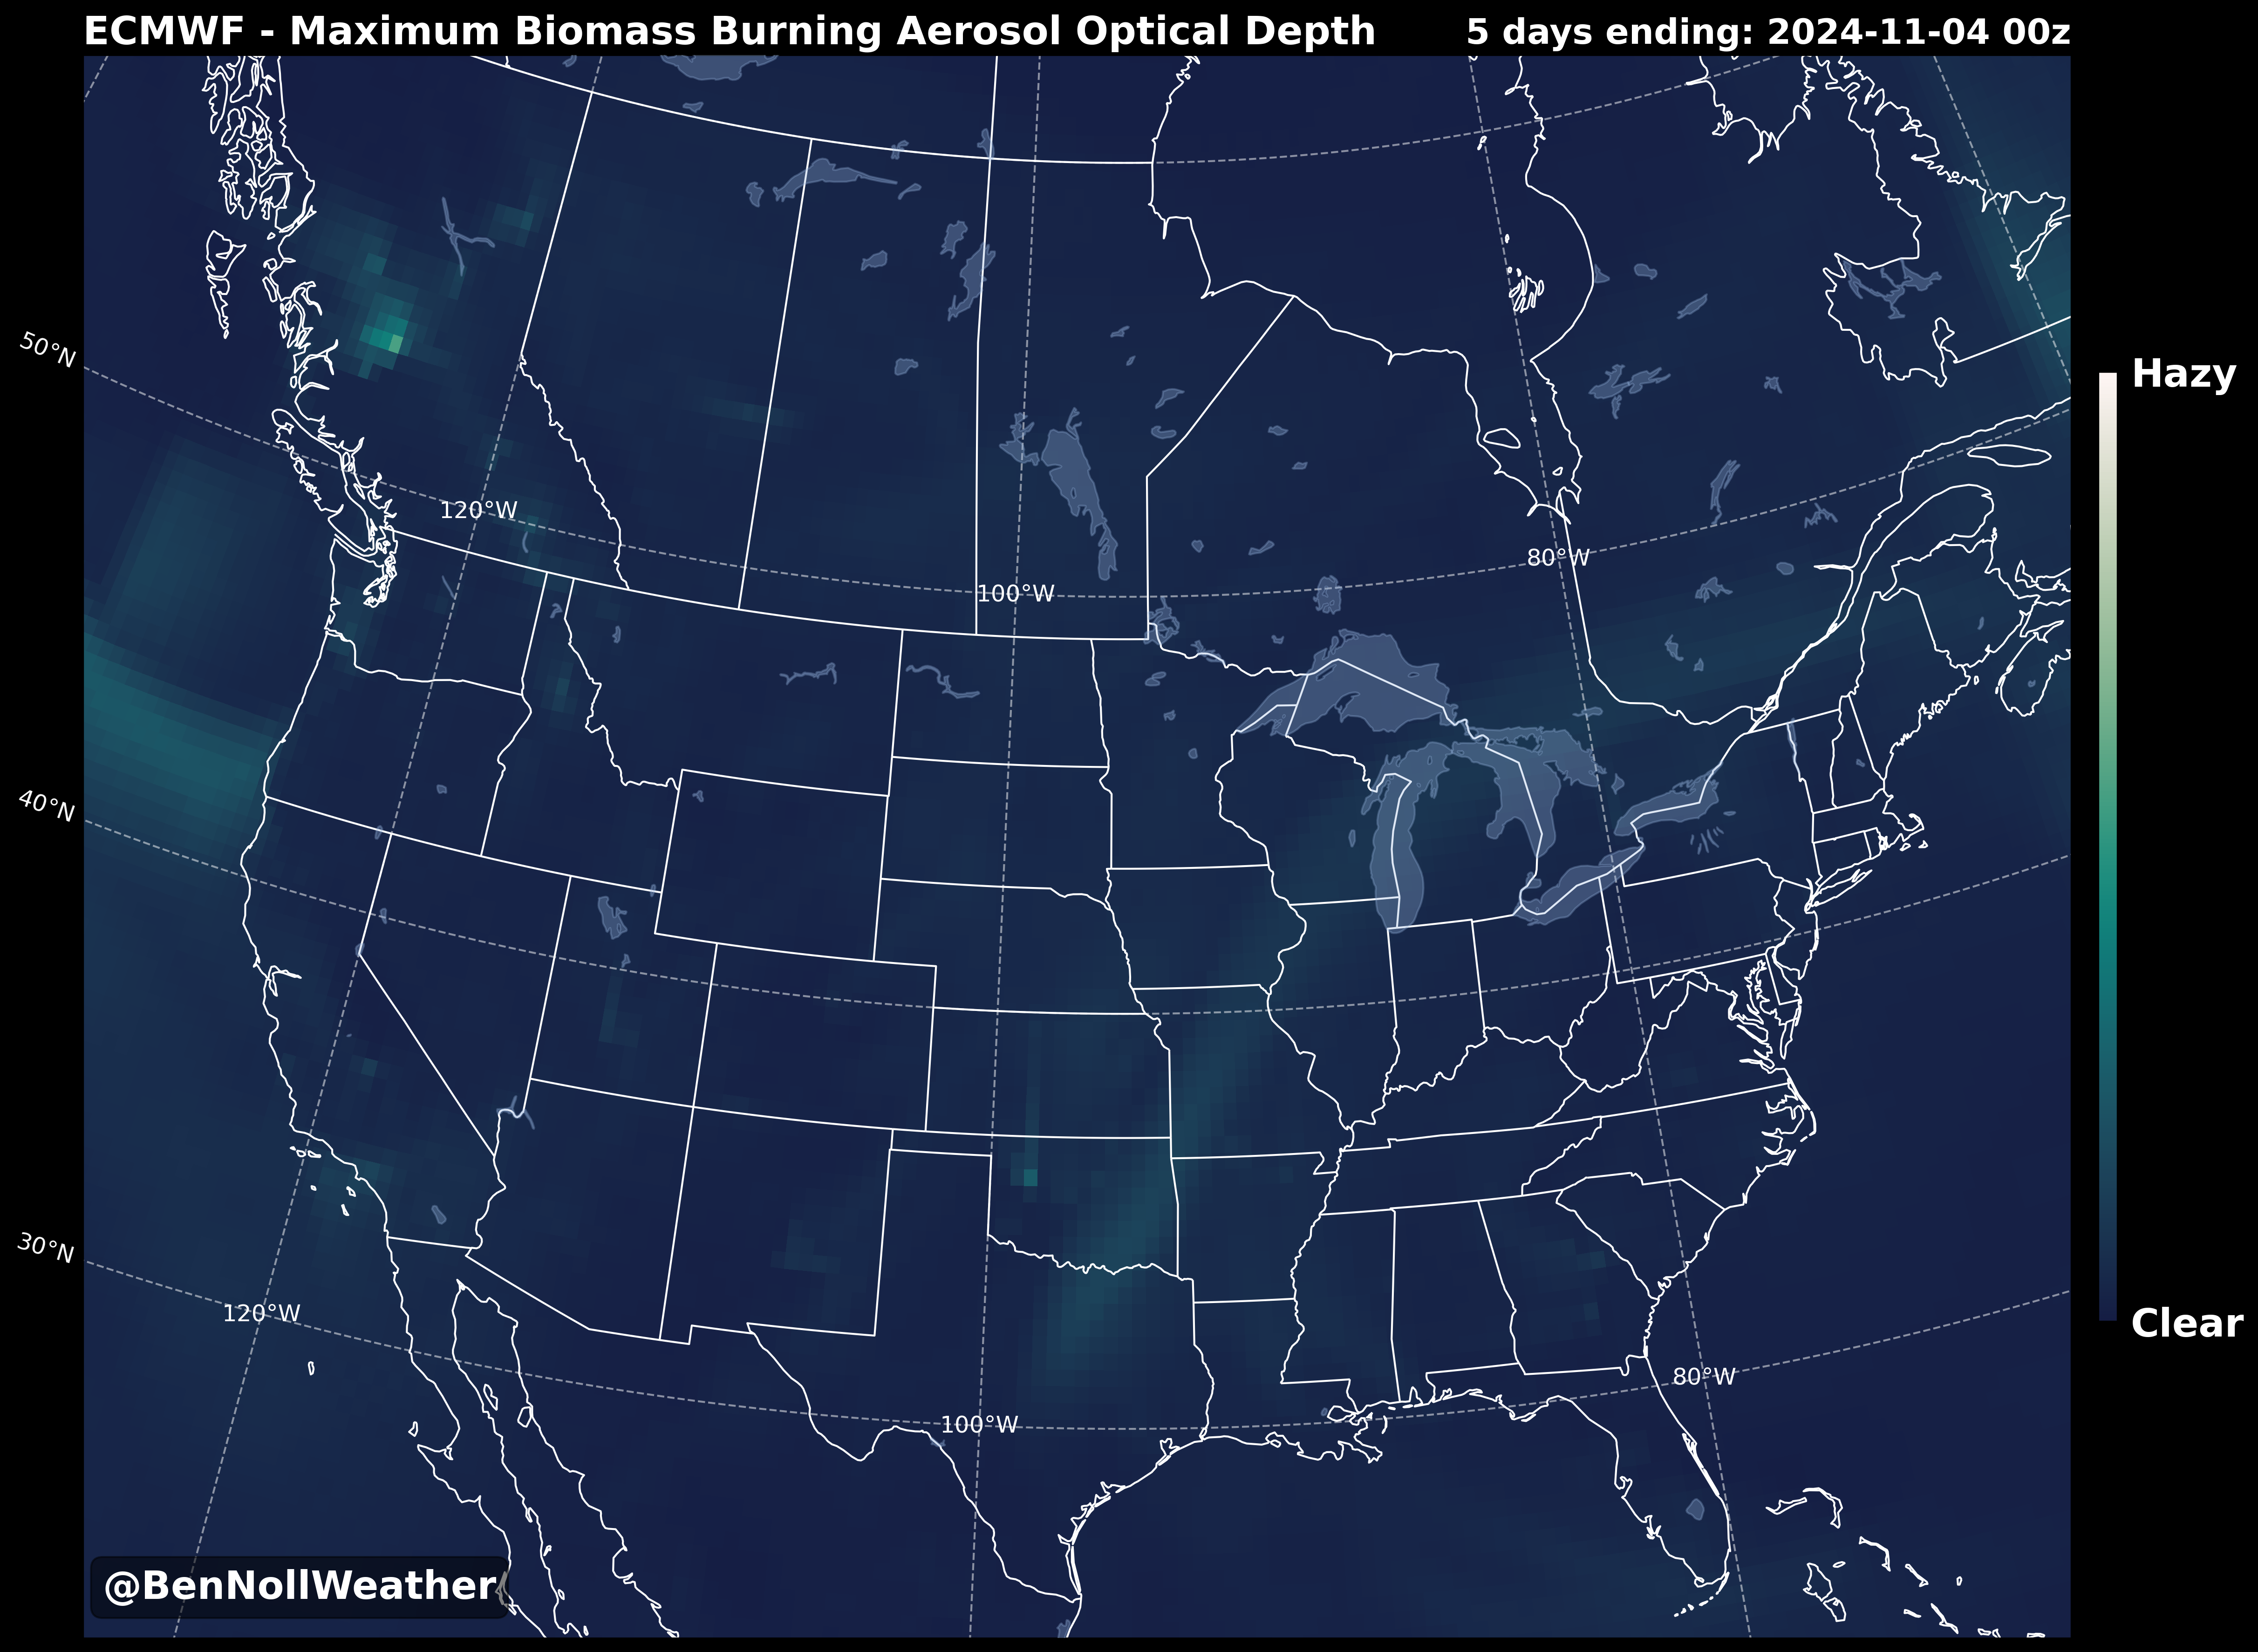 ECMWF - Maximum Biomass Burning Aerosol Optical Depth
5 days ending: 2024-11-04 00z
50°N
Hazy
120°W
80°W
100°W
40°N
30°N
120°W
Clear
80°W
100°W
@BenNollWeather